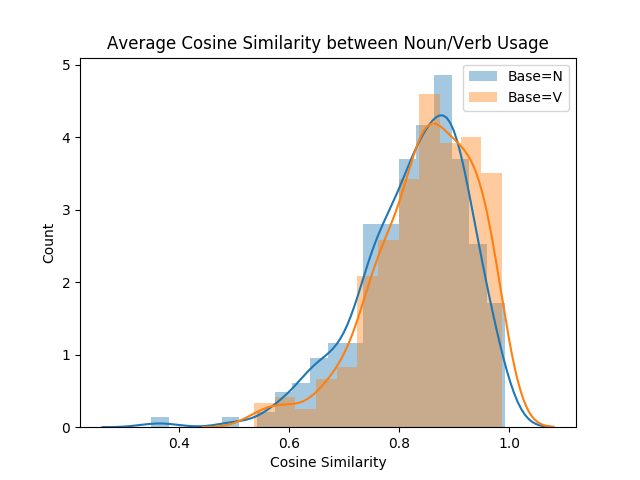 Average Cosine Similarity between Noun/Verb Usage
Base=N
Base=V
Count
5
4
3
2
1
0
0.4 0.6 0.8 1.0
Cosine Similarity